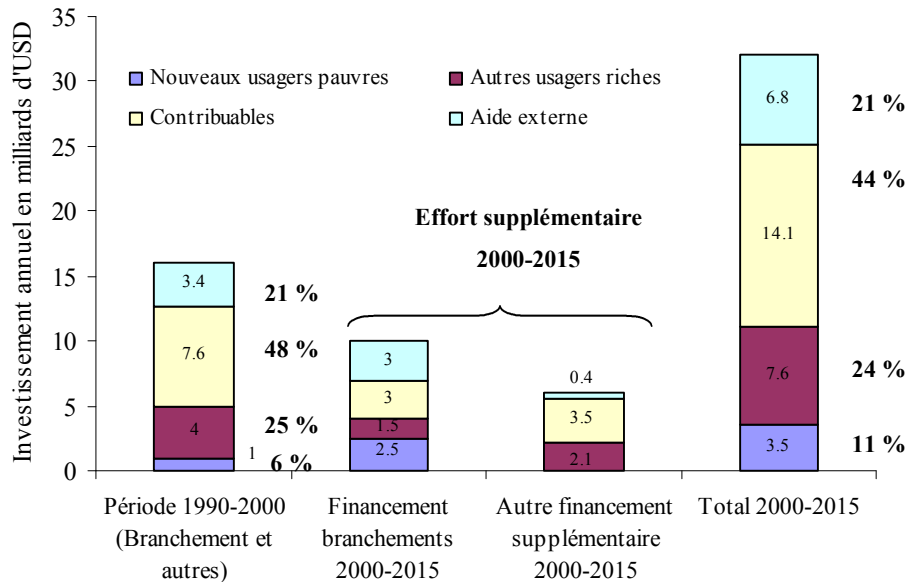 Investissement annuel en milliards d'USD
35
30
25
20
15
10
5
0
Nouveaux usagers pauvres
Autres usagers riches
Contribuables
Aide externe
Effort supplémentaire
2000-2015
3.4
7.6
4
1
21 %
48 %
25 %
6 %
3
3
1.5
2.5
0.4
3.5
2.1
6.8
14.1
7.6
3.5
21 %
44 %
24 %
11 %
Période 1990-2000
(Branchement et
autres)
Financement
branchements
2000-2015
Autre financement
supplémentaire
2000-2015
Total 2000-2015